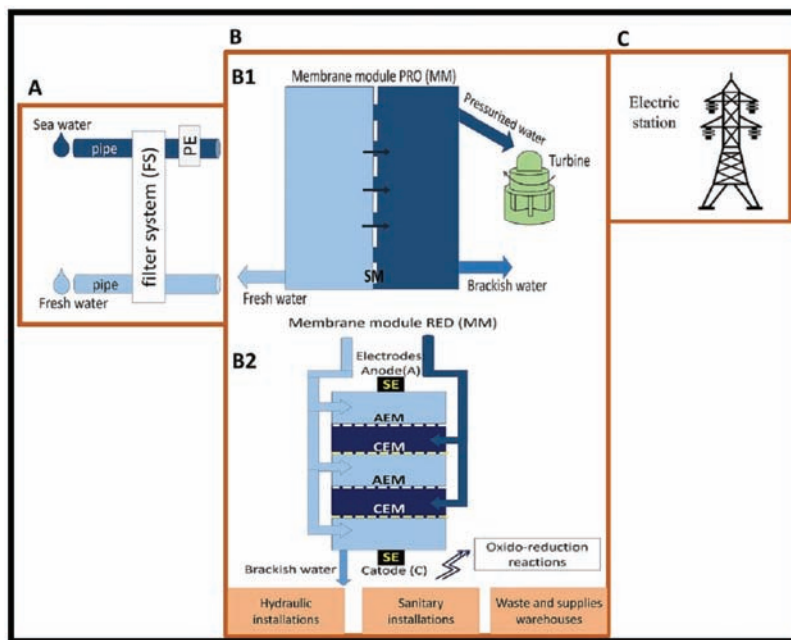 A
Sea water
pipe
PE
filter system (FS)
pipe
Fresh water
B
B1
Membrane module PRO (MM)
Pressurized water
Turbine
SM
Fresh water
Brackish water
Membrane module RED (MM)
B2
Electrodes
Anode(A)
SE
AEM
CEM
AEM
CEM
SE
Catode (C)
Brackish water
Oxido-reduction
reactions
Hydraulic
installations
Sanitary
installations
Waste and supplies
warehouses
C
Electric
station